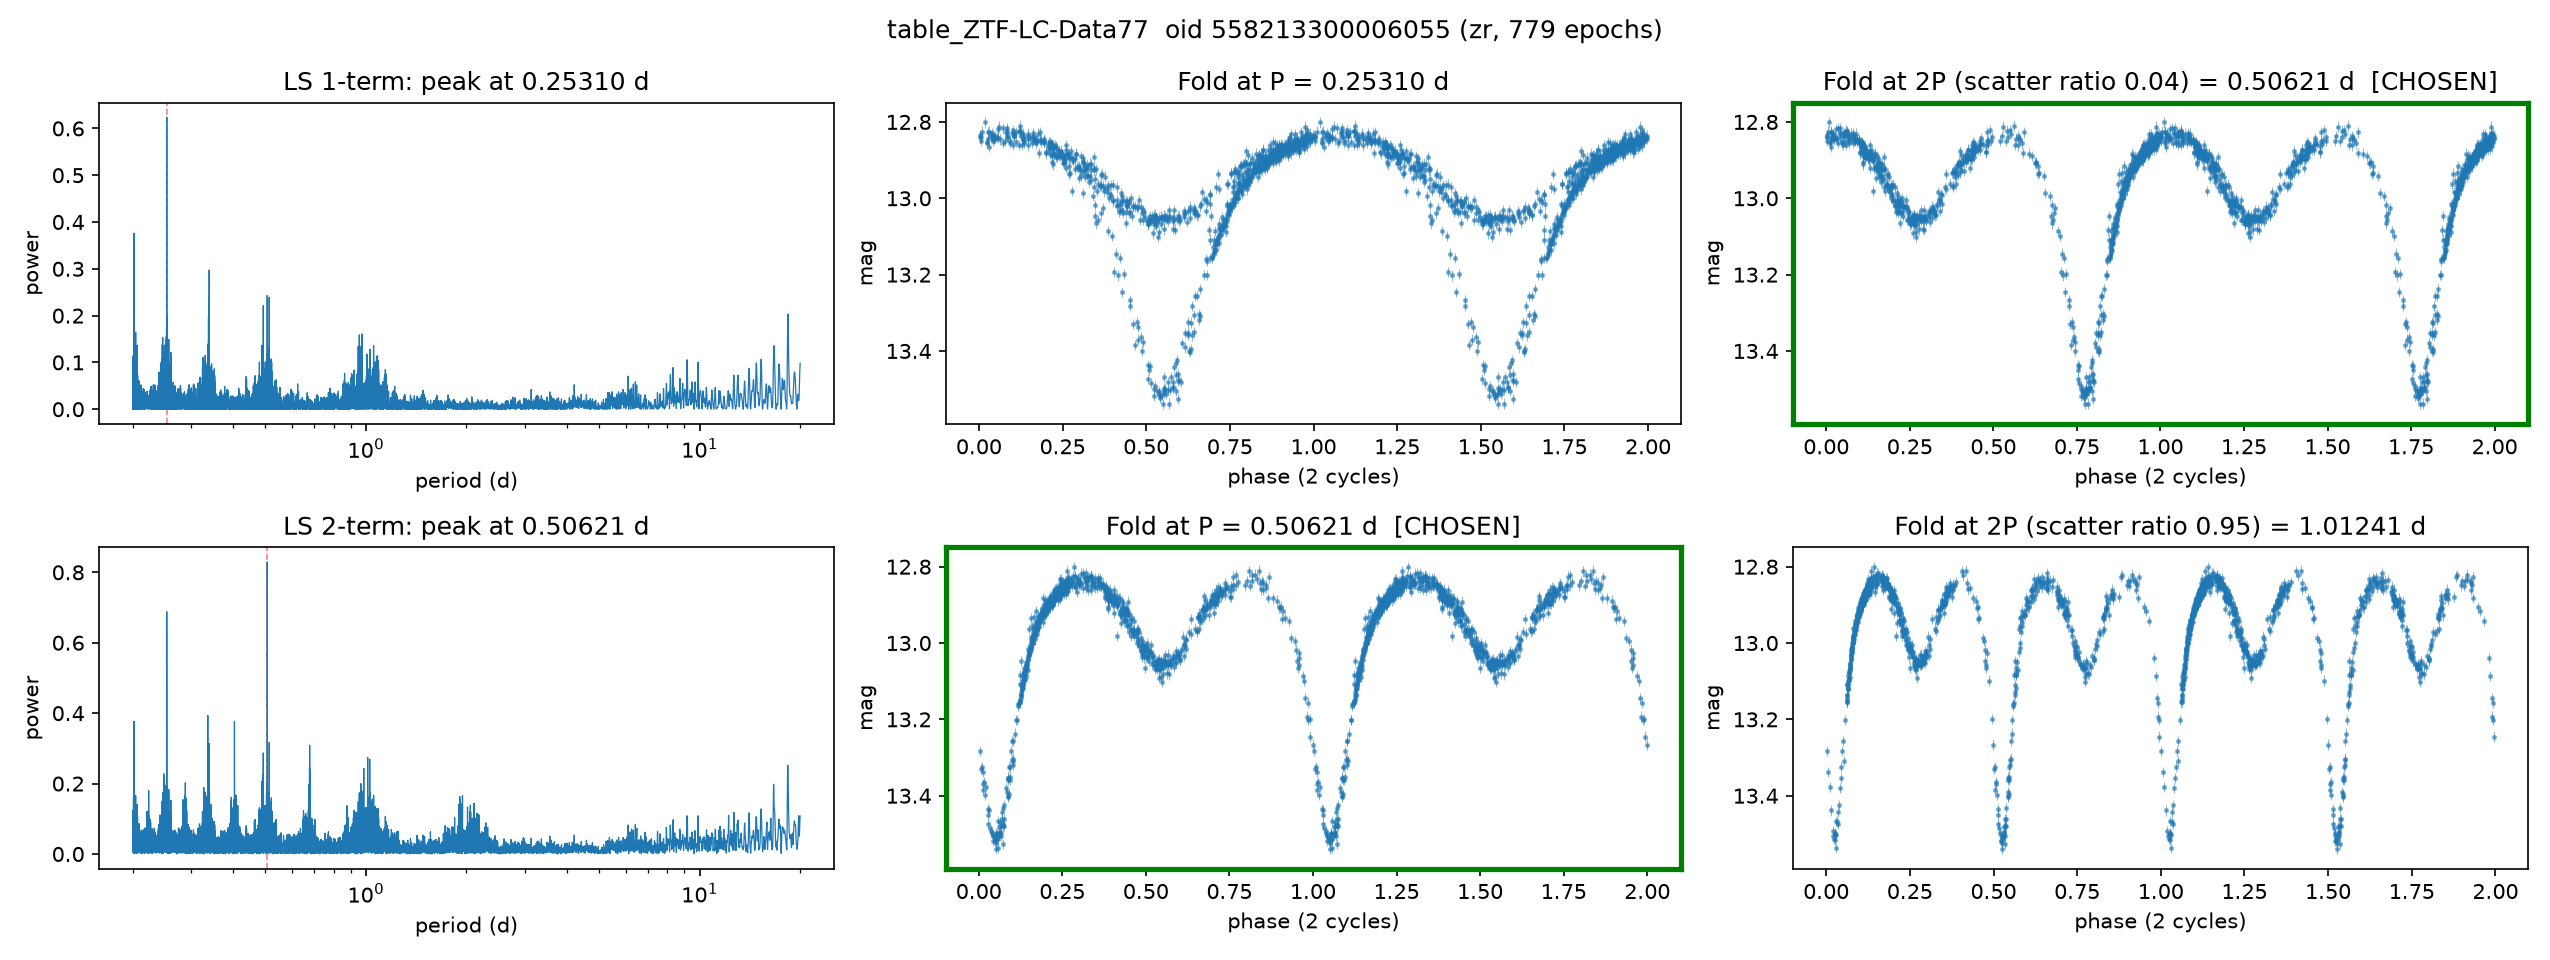 table_ZTF-LC-Data77  oid 558213300006055 (zr, 779 epochs)
LS 1-term: peak at 0.25310 d
power
0.6
0.5
0.4
0.3
0.2
0.1
0.0
10⁰
10¹
period (d)
Fold at P = 0.25310 d
mag
12.8
13.0
13.2
13.4
0.00 0.25 0.50 0.75 1.00 1.25 1.50 1.75 2.00
phase (2 cycles)
Fold at 2P (scatter ratio 0.04) = 0.50621 d  [CHOSEN]
mag
12.8
13.0
13.2
13.4
0.00 0.25 0.50 0.75 1.00 1.25 1.50 1.75 2.00
phase (2 cycles)
LS 2-term: peak at 0.50621 d
power
0.8
0.6
0.4
0.2
0.0
10⁰
10¹
period (d)
Fold at P = 0.50621 d  [CHOSEN]
mag
12.8
13.0
13.2
13.4
0.00 0.25 0.50 0.75 1.00 1.25 1.50 1.75 2.00
phase (2 cycles)
Fold at 2P (scatter ratio 0.95) = 1.01241 d
mag
12.8
13.0
13.2
13.4
0.00 0.25 0.50 0.75 1.00 1.25 1.50 1.75 2.00
phase (2 cycles)